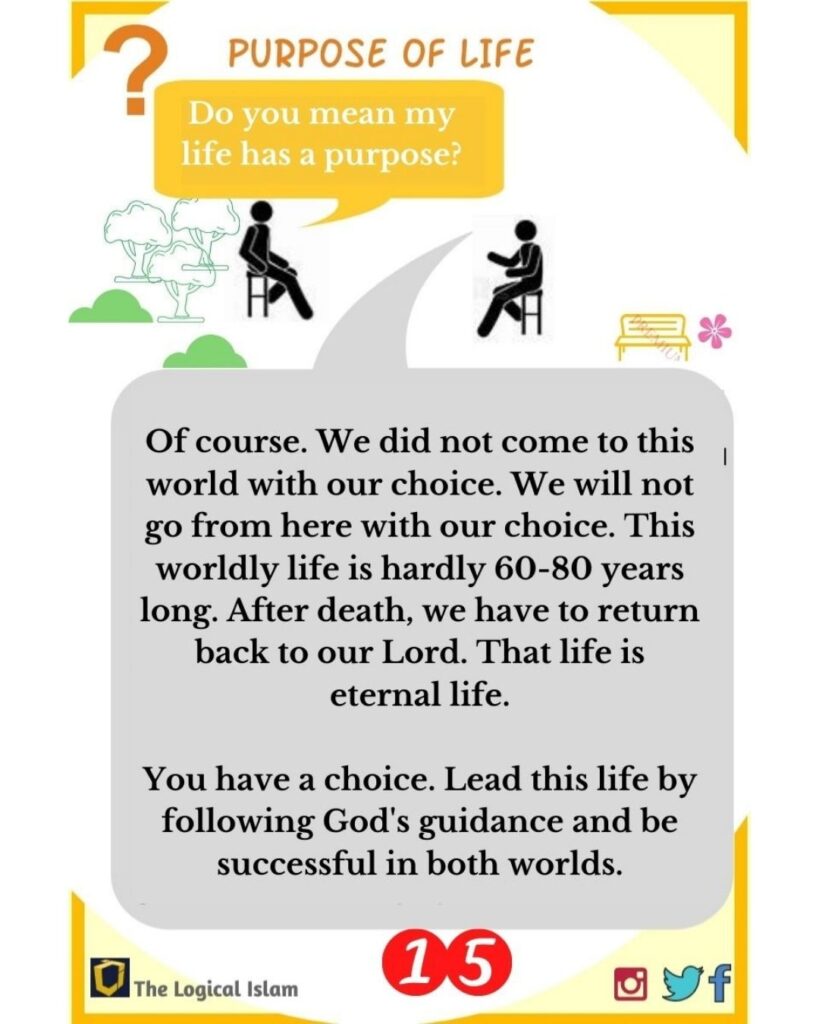 ?
PURPOSE OF LIFE
Do you mean my
life has a purpose?
Of course. We did not come to this
world with our choice. We will not
go from here with our choice. This
worldly life is hardly 60-80 years
long. After death, we have to return
back to our Lord. That life is
eternal life.
You have a choice. Lead this life by
following God's guidance and be
successful in both worlds.
15
The Logical Islam